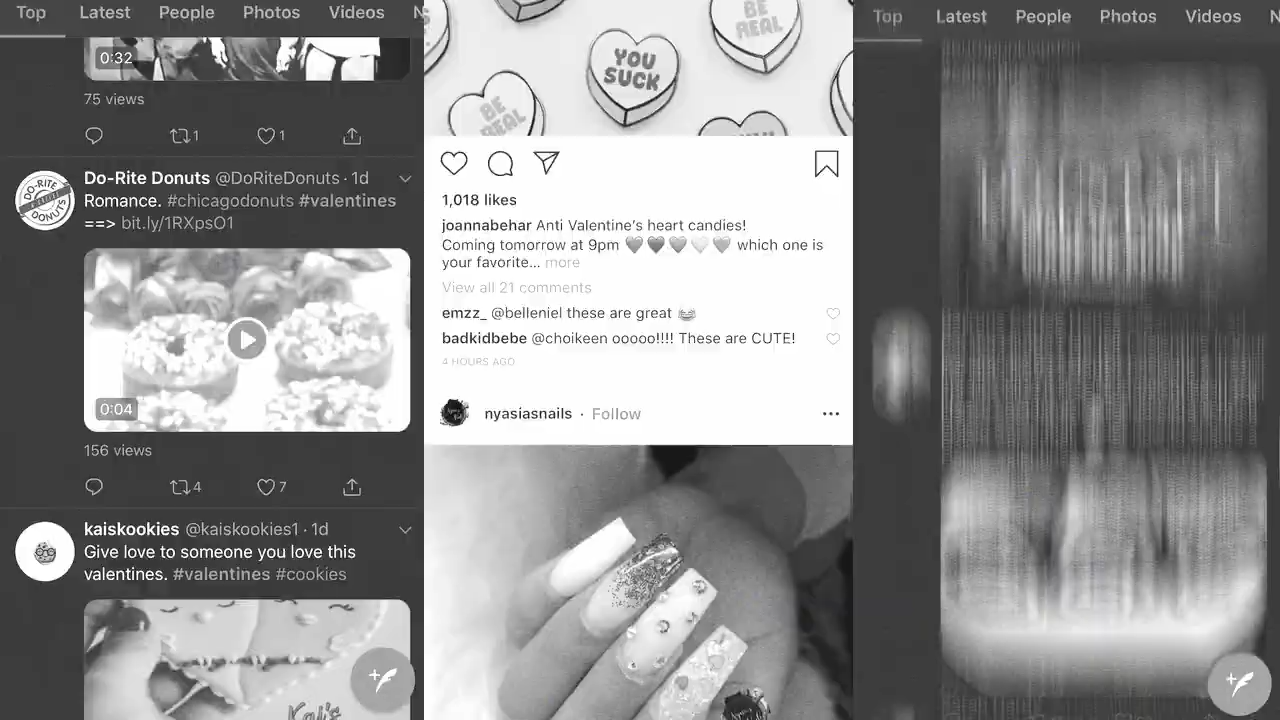 Top Latest People Photos Videos
0:32
75 views
1 1
Do-Rite Donuts @DoRiteDonuts · 1d
Romance. #chicagodonuts #valentines
==> bit.ly/1RXpsO1
DO-RITE
DONUTS
0:04
156 views
4 7
kaiskookies @kaiskookies1 · 1d
Give love to someone you love this
valentines. #valentines #cookies
Kai's
BE
REAL
YOU
SUCK
BE
REAL
1,018 likes
joannabehar Anti Valentine's heart candies!
Coming tomorrow at 9pm 🖤🖤🖤🤍🖤 which one is
your favorite... more
View all 21 comments
emzz_ @belleniel these are great 😂
badkidbebe @choikeen ooooo!!!! These are CUTE!
4 HOURS AGO
nyasiasnails · Follow
Top Latest People Photos Videos N